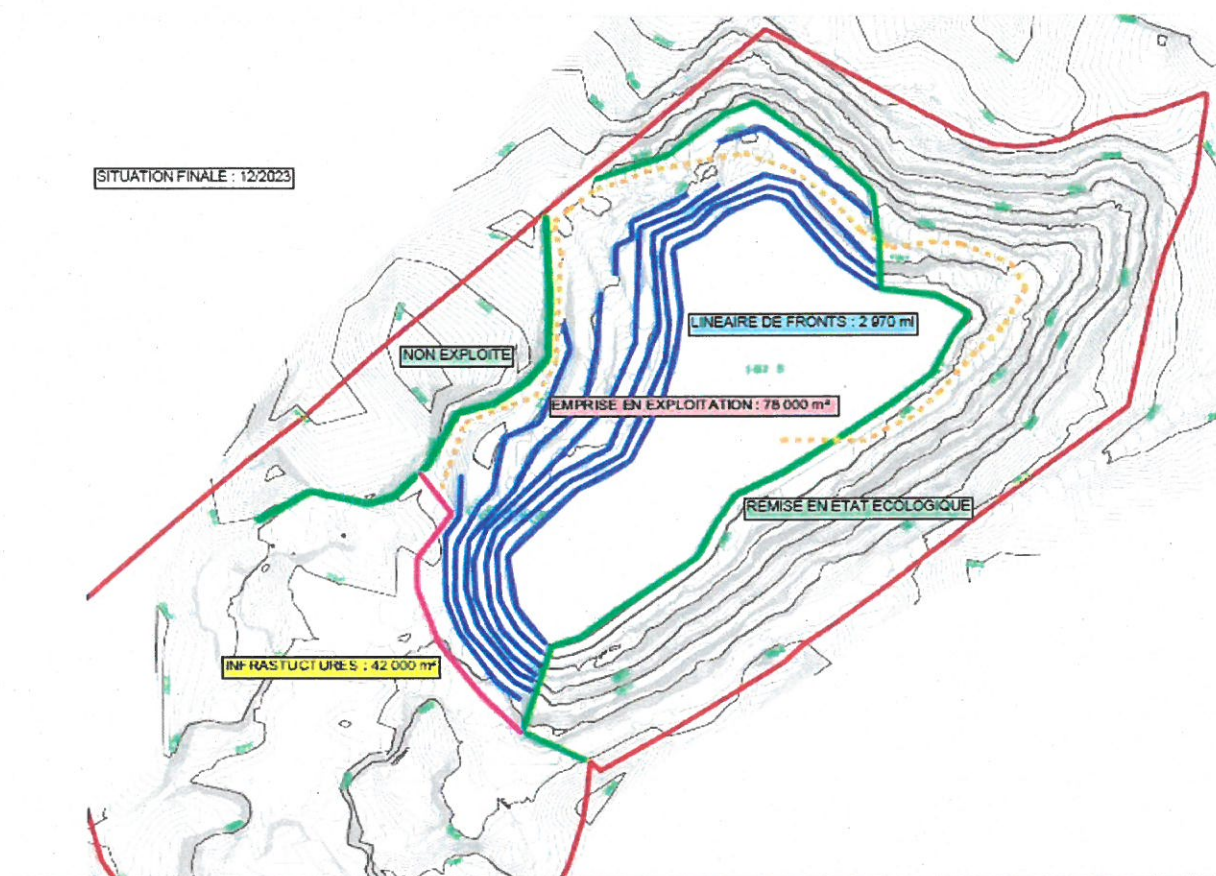 SITUATION FINALE : 12/2023
LINEAIRE DE FRONTS : 2 970 ml
NON EXPLOITE
EMPRISE EN EXPLOITATION : 78 000 m²
REMISE EN ETAT ECOLOGIQUE
INFRASTUCTURES : 42 000 m²